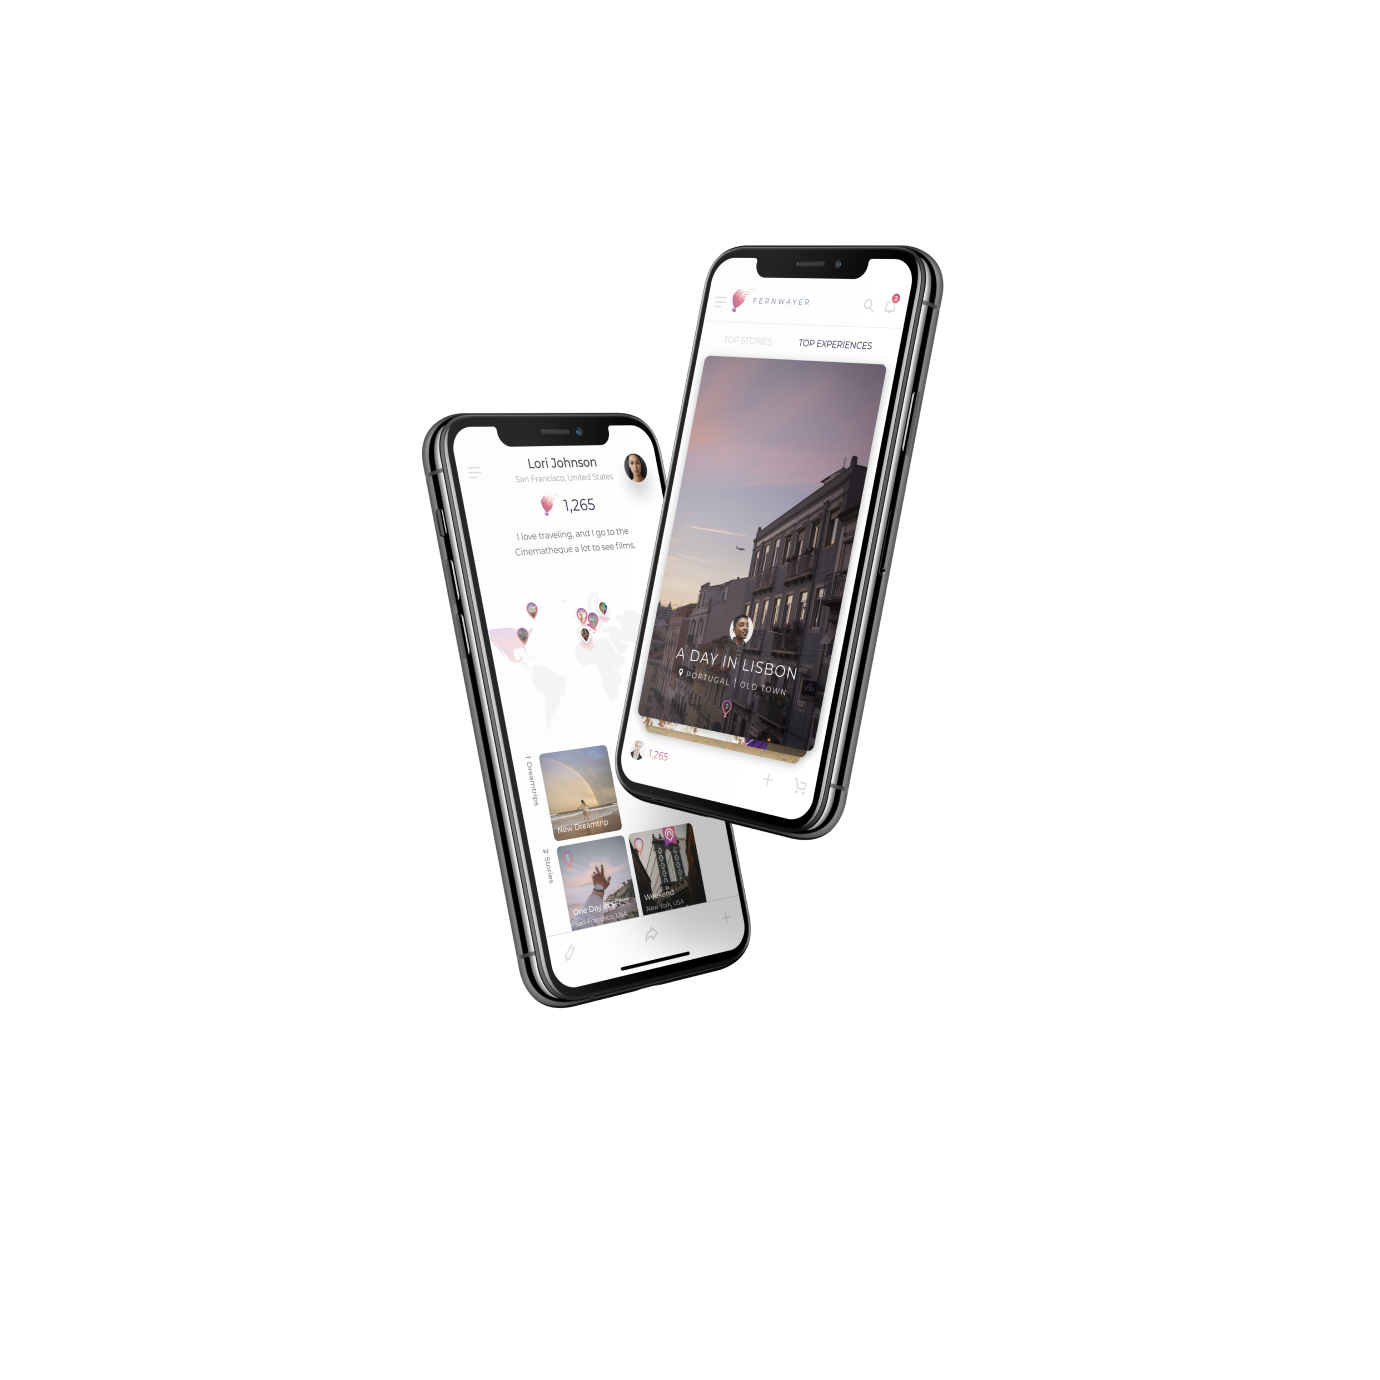 Lori Johnson
San Francisco, United States
1,265
I love traveling, and I go to the
Cinematheque a lot to see films.
1 Dreamtrips
New Dreamtrip
2 Stories
One Day in SFC
San Francisco, USA
Weekend
New York, USA
FERNWAYER
2
TOP STORIES
TOP EXPERIENCES
A DAY IN LISBON
PORTUGAL | OLD TOWN
1,265